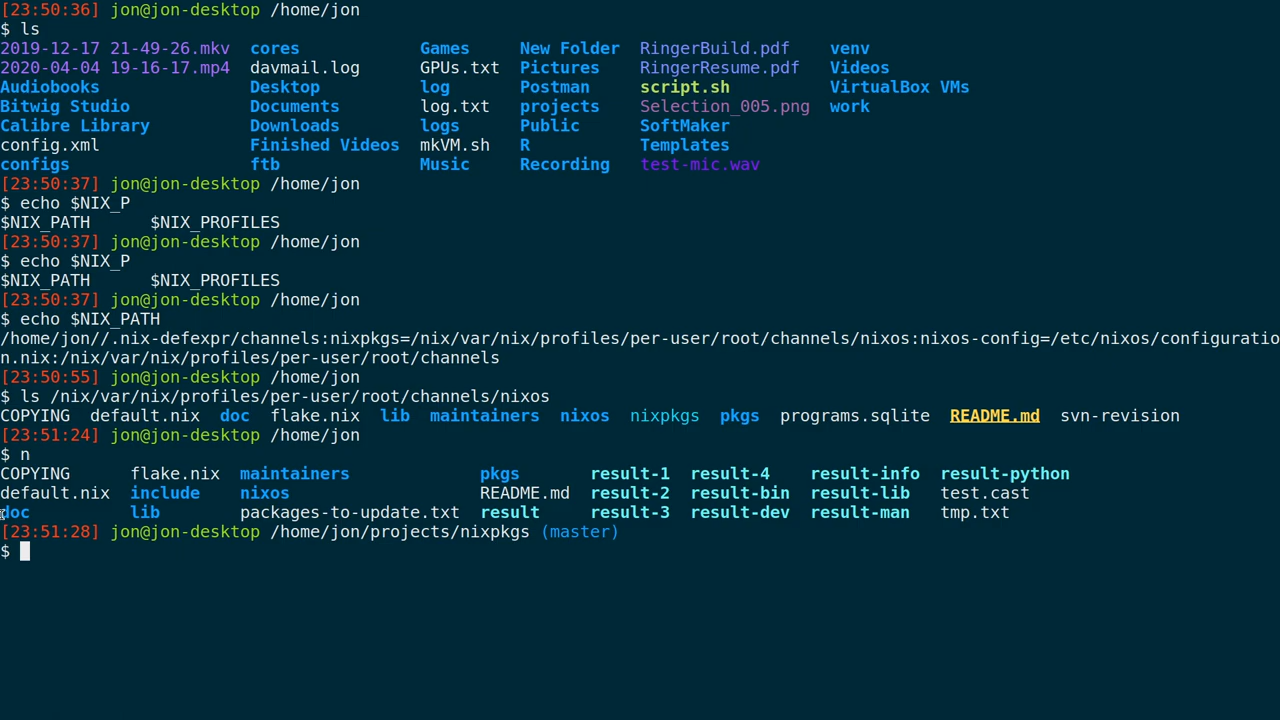 [23:50:36] jon@jon-desktop /home/jon
$ ls
2019-12-17 21-49-26.mkv  cores            Games    New Folder  RingerBuild.pdf    venv
2020-04-04 19-16-17.mp4  davmail.log      GPUs.txt Pictures    RingerResume.pdf   Videos
Audiobooks               Desktop          log      Postman     script.sh          VirtualBox VMs
Bitwig Studio            Documents        log.txt  projects    Selection_005.png  work
Calibre Library          Downloads        logs     Public      SoftMaker
config.xml               Finished Videos  mkVM.sh  R           Templates
configs                  ftb              Music    Recording   test-mic.wav
[23:50:37] jon@jon-desktop /home/jon
$ echo $NIX_P
$NIX_PATH      $NIX_PROFILES
[23:50:37] jon@jon-desktop /home/jon
$ echo $NIX_P
$NIX_PATH      $NIX_PROFILES
[23:50:37] jon@jon-desktop /home/jon
$ echo $NIX_PATH
/home/jon//.nix-defexpr/channels:nixpkgs=/nix/var/nix/profiles/per-user/root/channels/nixos:nixos-config=/etc/nixos/configuratio
n.nix:/nix/var/nix/profiles/per-user/root/channels
[23:50:55] jon@jon-desktop /home/jon
$ ls /nix/var/nix/profiles/per-user/root/channels/nixos
COPYING  default.nix  doc  flake.nix  lib  maintainers  nixos  nixpkgs  pkgs  programs.sqlite  README.md  svn-revision
[23:51:24] jon@jon-desktop /home/jon
$ n
COPYING      flake.nix  maintainers             pkgs       result-1  result-4    result-info  result-python
default.nix  include    nixos                   README.md  result-2  result-bin  result-lib   test.cast
doc          lib        packages-to-update.txt  result     result-3  result-dev  result-man   tmp.txt
[23:51:28] jon@jon-desktop /home/jon/projects/nixpkgs (master)
$